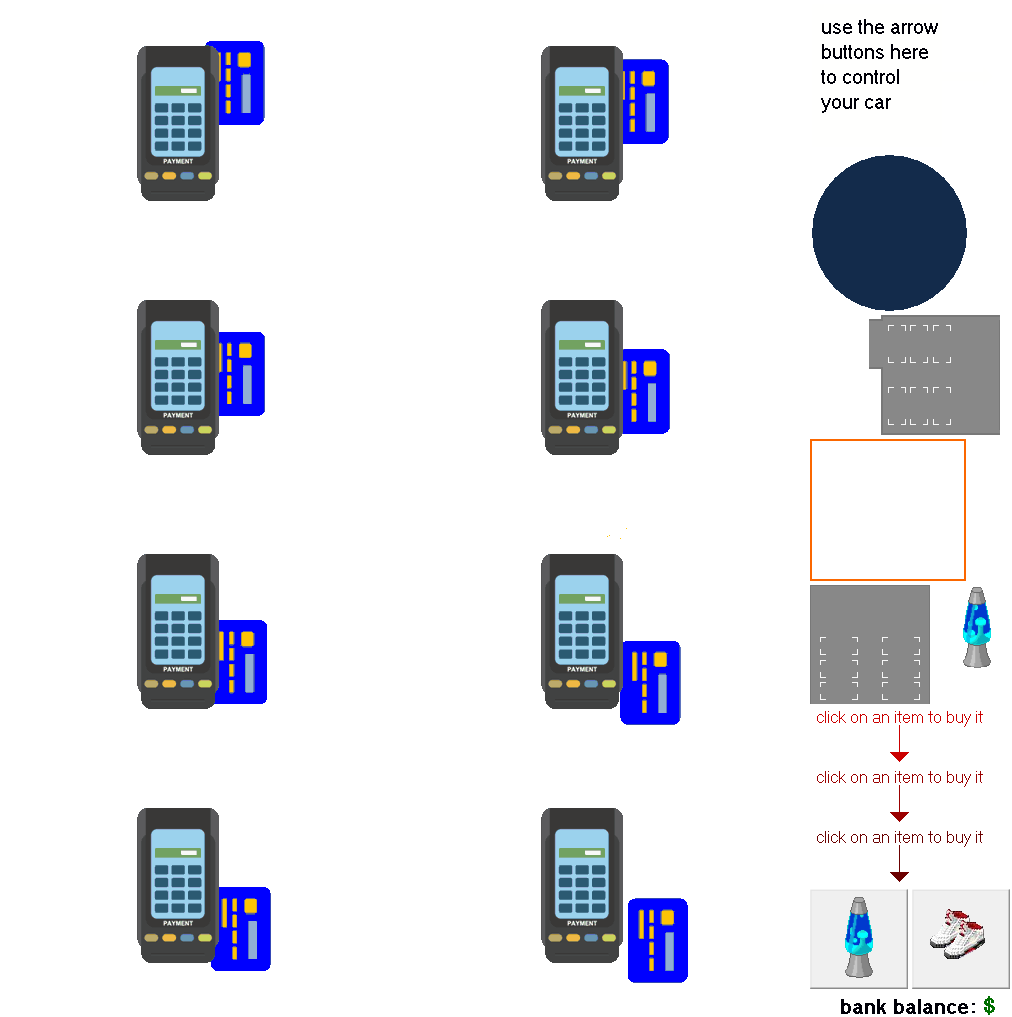 use the arrow
buttons here
to control
your car
PAYMENT
PAYMENT
PAYMENT
PAYMENT
PAYMENT
PAYMENT
click on an item to buy it
click on an item to buy it
click on an item to buy it
PAYMENT
PAYMENT
bank balance: $